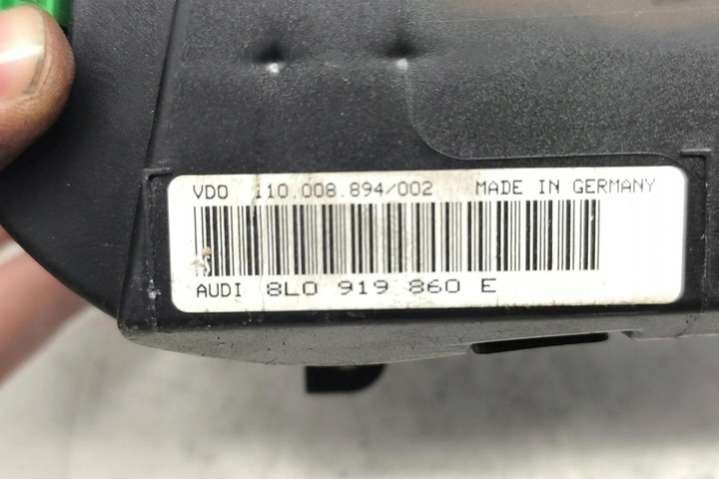 VDO 110.008.894/002 MADE IN GERMANY
AUDI 8L0 919 860 E